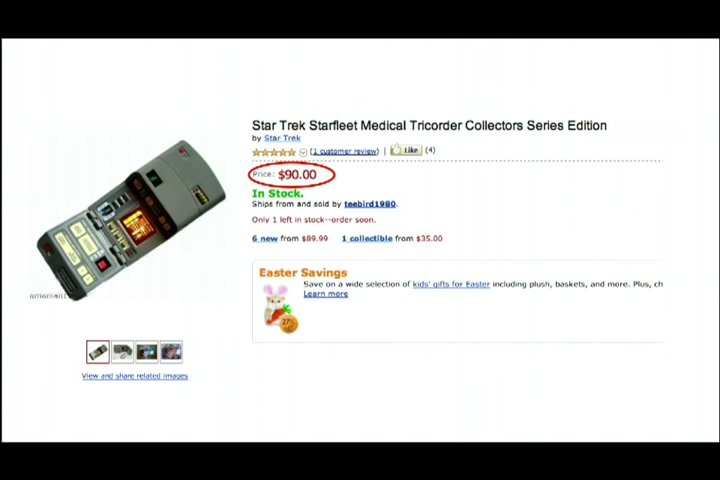 Star Trek Starfleet Medical Tricorder Collectors Series Edition
by Star Trek
(1 customer review) | Like (4)
Price: $90.00
In Stock.
Ships from and sold by teebird1980.
Only 1 left in stock--order soon.
6 new from $89.99 1 collectible from $35.00
Easter Savings
Save on a wide selection of kids' gifts for Easter including plush, baskets, and more. Plus, ch
Learn more
View and share related images